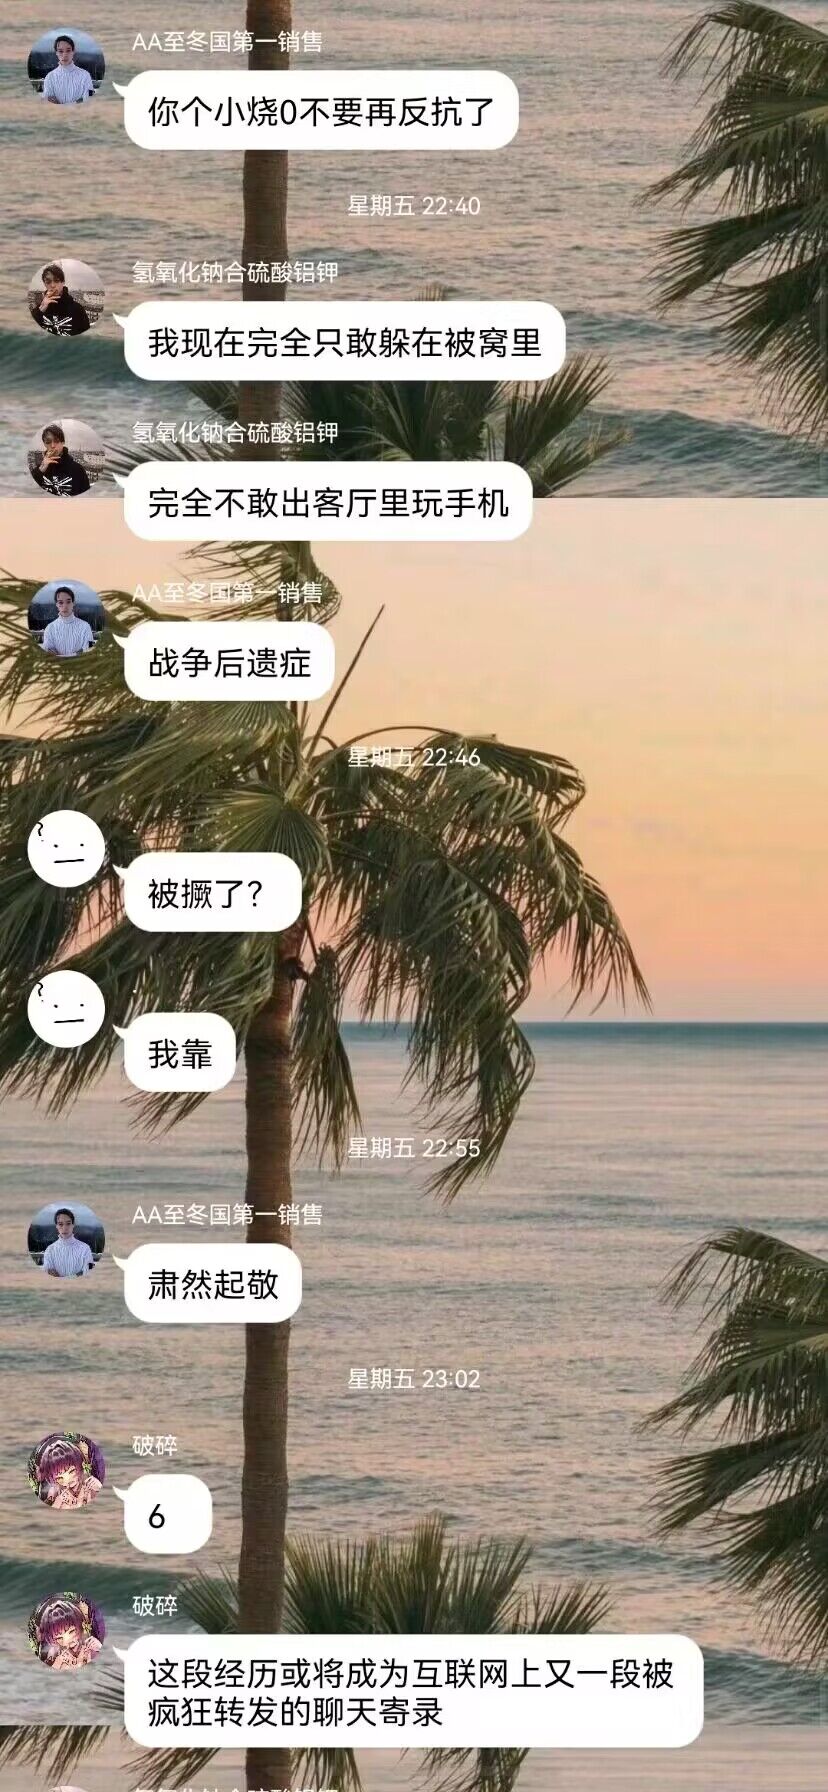 AA至冬国第一销售
你个小烧0不要再反抗了
星期五 22:40
氢氧化钠合硫酸铝钾
我现在完全只敢躲在被窝里
氢氧化钠合硫酸铝钾
完全不敢出客厅里玩手机
AA至冬国第一销售
战争后遗症
星期五 22:46
.
被撅了？
.
我靠
星期五 22:55
AA至冬国第一销售
肃然起敬
星期五 23:02
破碎
6
破碎
这段经历或将成为互联网上又一段被
疯狂转发的聊天寄录